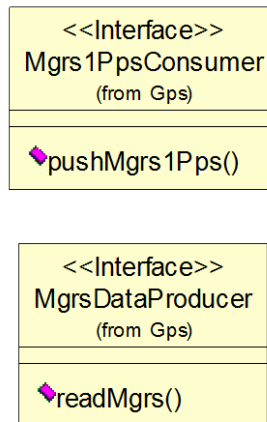 <<Interface>>
Mgrs1PpsConsumer
(from Gps)
pushMgrs1Pps()
<<Interface>>
MgrsDataProducer
(from Gps)
readMgrs()